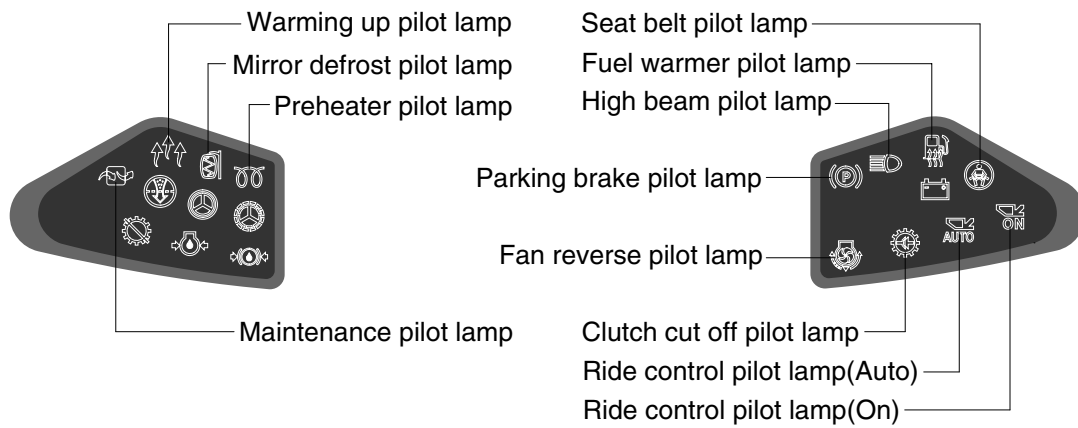 Warming up pilot lamp
Mirror defrost pilot lamp
Preheater pilot lamp
Maintenance pilot lamp
Seat belt pilot lamp
Fuel warmer pilot lamp
High beam pilot lamp
Parking brake pilot lamp
P
ON
AUTO
Fan reverse pilot lamp
Clutch cut off pilot lamp
Ride control pilot lamp(Auto)
Ride control pilot lamp(On)